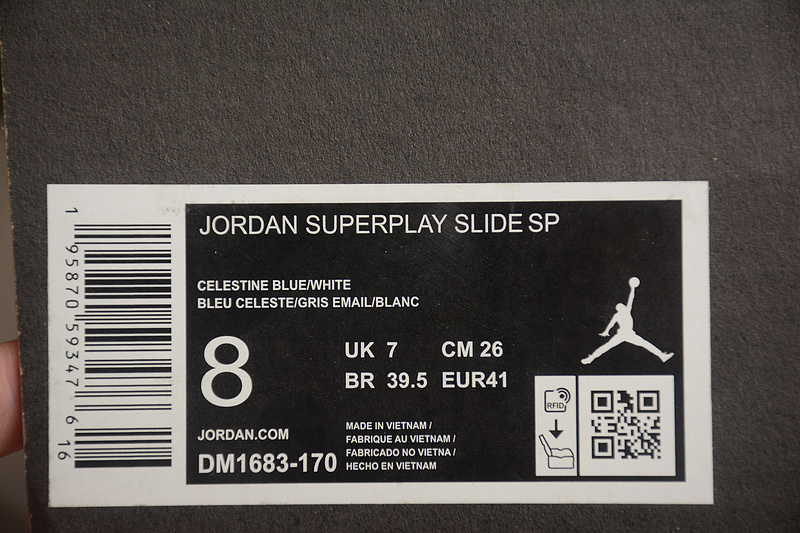 JORDAN SUPERPLAY SLIDE SP
CELESTINE BLUE/WHITE
BLEU CELESTE/GRIS EMAIL/BLANC
8
UK 7 CM 26
BR 39.5 EUR41
JORDAN.COM
DM1683-170
MADE IN VIETNAM /
FABRIQUE AU VIETNAM /
FABRICADO NO VIETNA /
HECHO EN VIETNAM
RFID
1 95870 59347 6 16